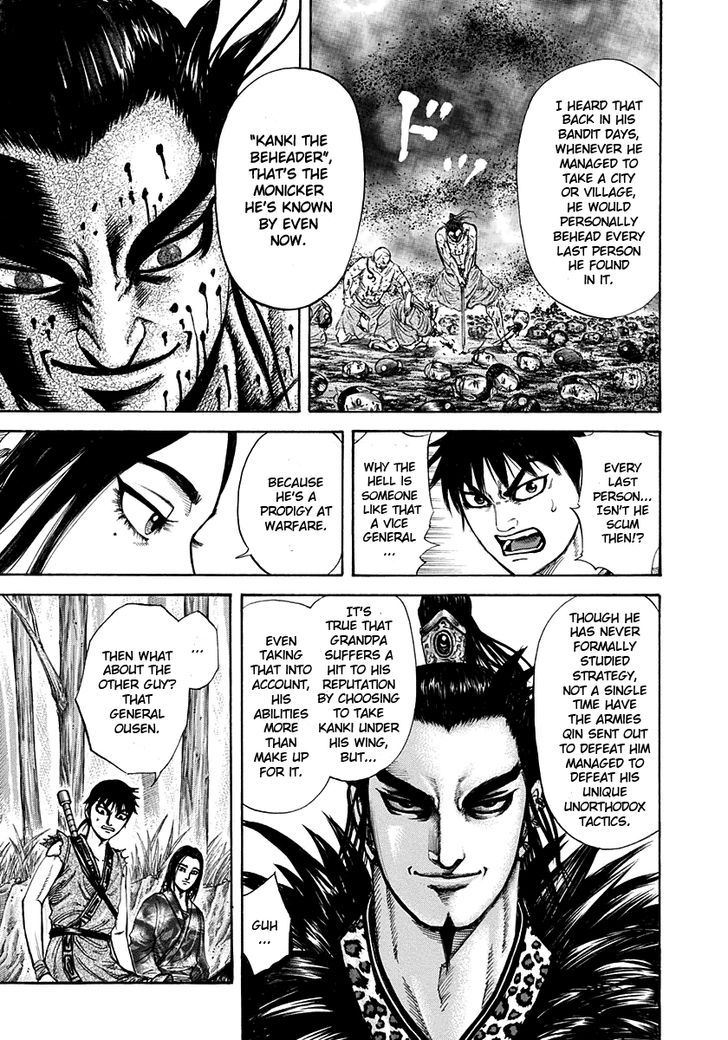 I HEARD THAT
BACK IN HIS
BANDIT DAYS,
WHENEVER HE
MANAGED TO
TAKE A CITY
OR VILLAGE,
HE WOULD
PERSONALLY
BEHEAD EVERY
LAST PERSON
HE FOUND
IN IT.
ドッ
"KANKI THE
BEHEADER",
THAT'S THE
MONICKER
HE'S KNOWN
BY EVEN
NOW.
EVERY
LAST
PERSON...
ISN'T HE
SCUM
THEN!?
WHY THE
HELL IS
SOMEONE
LIKE THAT
A VICE
GENERAL
...
BECAUSE
HE'S A
PRODIGY AT
WARFARE.
THOUGH HE
HAS NEVER
FORMALLY
STUDIED
STRATEGY,
NOT A SINGLE
TIME HAVE
THE ARMIES
QIN SENT OUT
TO DEFEAT HIM
MANAGED TO
DEFEAT HIS
UNIQUE
UNORTHODOX
TACTICS.
IT'S
TRUE THAT
GRANDPA
SUFFERS
A HIT TO HIS
REPUTATION
BY CHOOSING
TO TAKE
KANKI UNDER
HIS WING,
BUT...
EVEN
TAKING
THAT INTO
ACCOUNT,
HIS
ABILITIES
MORE
THAN
MAKE UP
FOR IT.
GUH
...
...
THEN WHAT
ABOUT THE
OTHER GUY?
THAT
GENERAL
OUSEN.